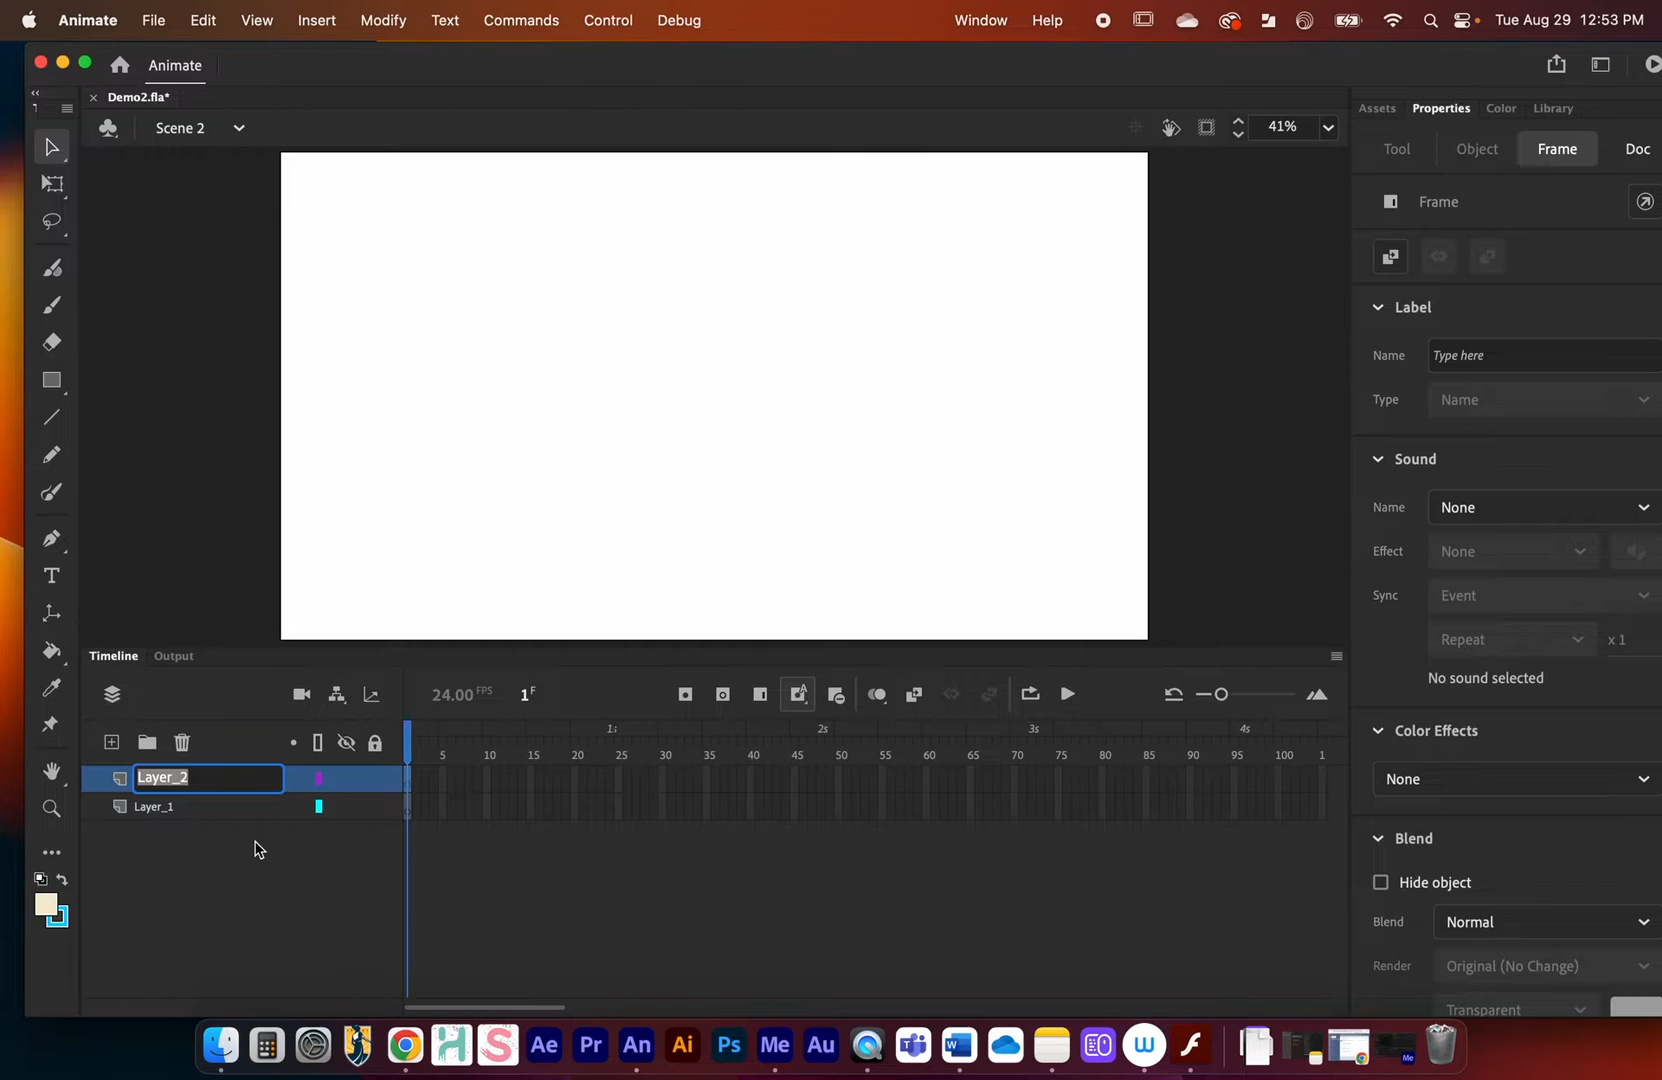 Animate File Edit View Insert Modify Text Commands Control Debug Window Help Tue Aug 29 12:53 PM
Animate
Demo2.fla*
Scene 2 41%
Assets Properties Color Library
Tool Object Frame Doc
Frame
Label
Name Type here
Type Name
Sound
Name None
Effect None
Sync Event
Repeat x 1
No sound selected
Color Effects
None
Blend
Hide object
Blend Normal
Render Original (No Change)
Transparent
Timeline Output
24.00 FPS 1 F
1s 2s 3s 4s
5 10 15 20 25 30 35 40 45 50 55 60 65 70 75 80 85 90 95 100 1
Layer_2
Layer_1
H S Ae Pr An Ai Ps Me Au W Me